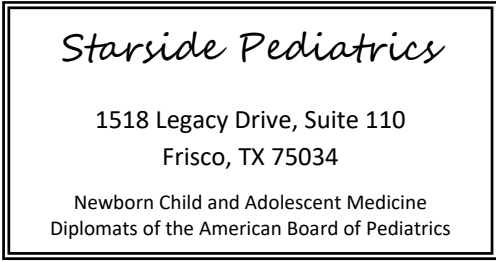 Starside Pediatrics
1518 Legacy Drive, Suite 110
Frisco, TX 75034
Newborn Child and Adolescent Medicine
Diplomats of the American Board of Pediatrics